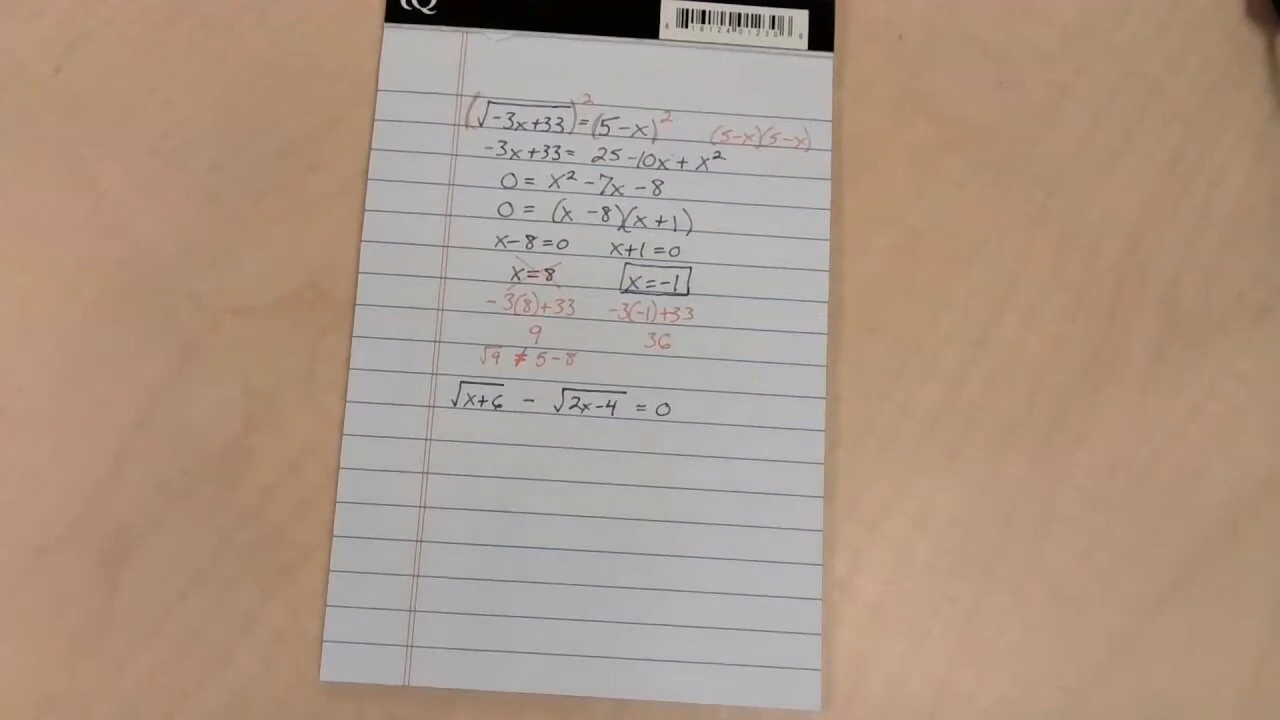 iQ
(√-3x+33)² = (5-x)² (5-x)(5-x)
-3x+33 = 25 -10x + x²
0 = x² - 7x - 8
0 = (x - 8)(x + 1)
x-8=0 x+1=0
x=8 x=-1
-3(8)+33 -3(-1)+33
9 36
√9 ≠ 5-8
√x+6 - √2x-4 = 0